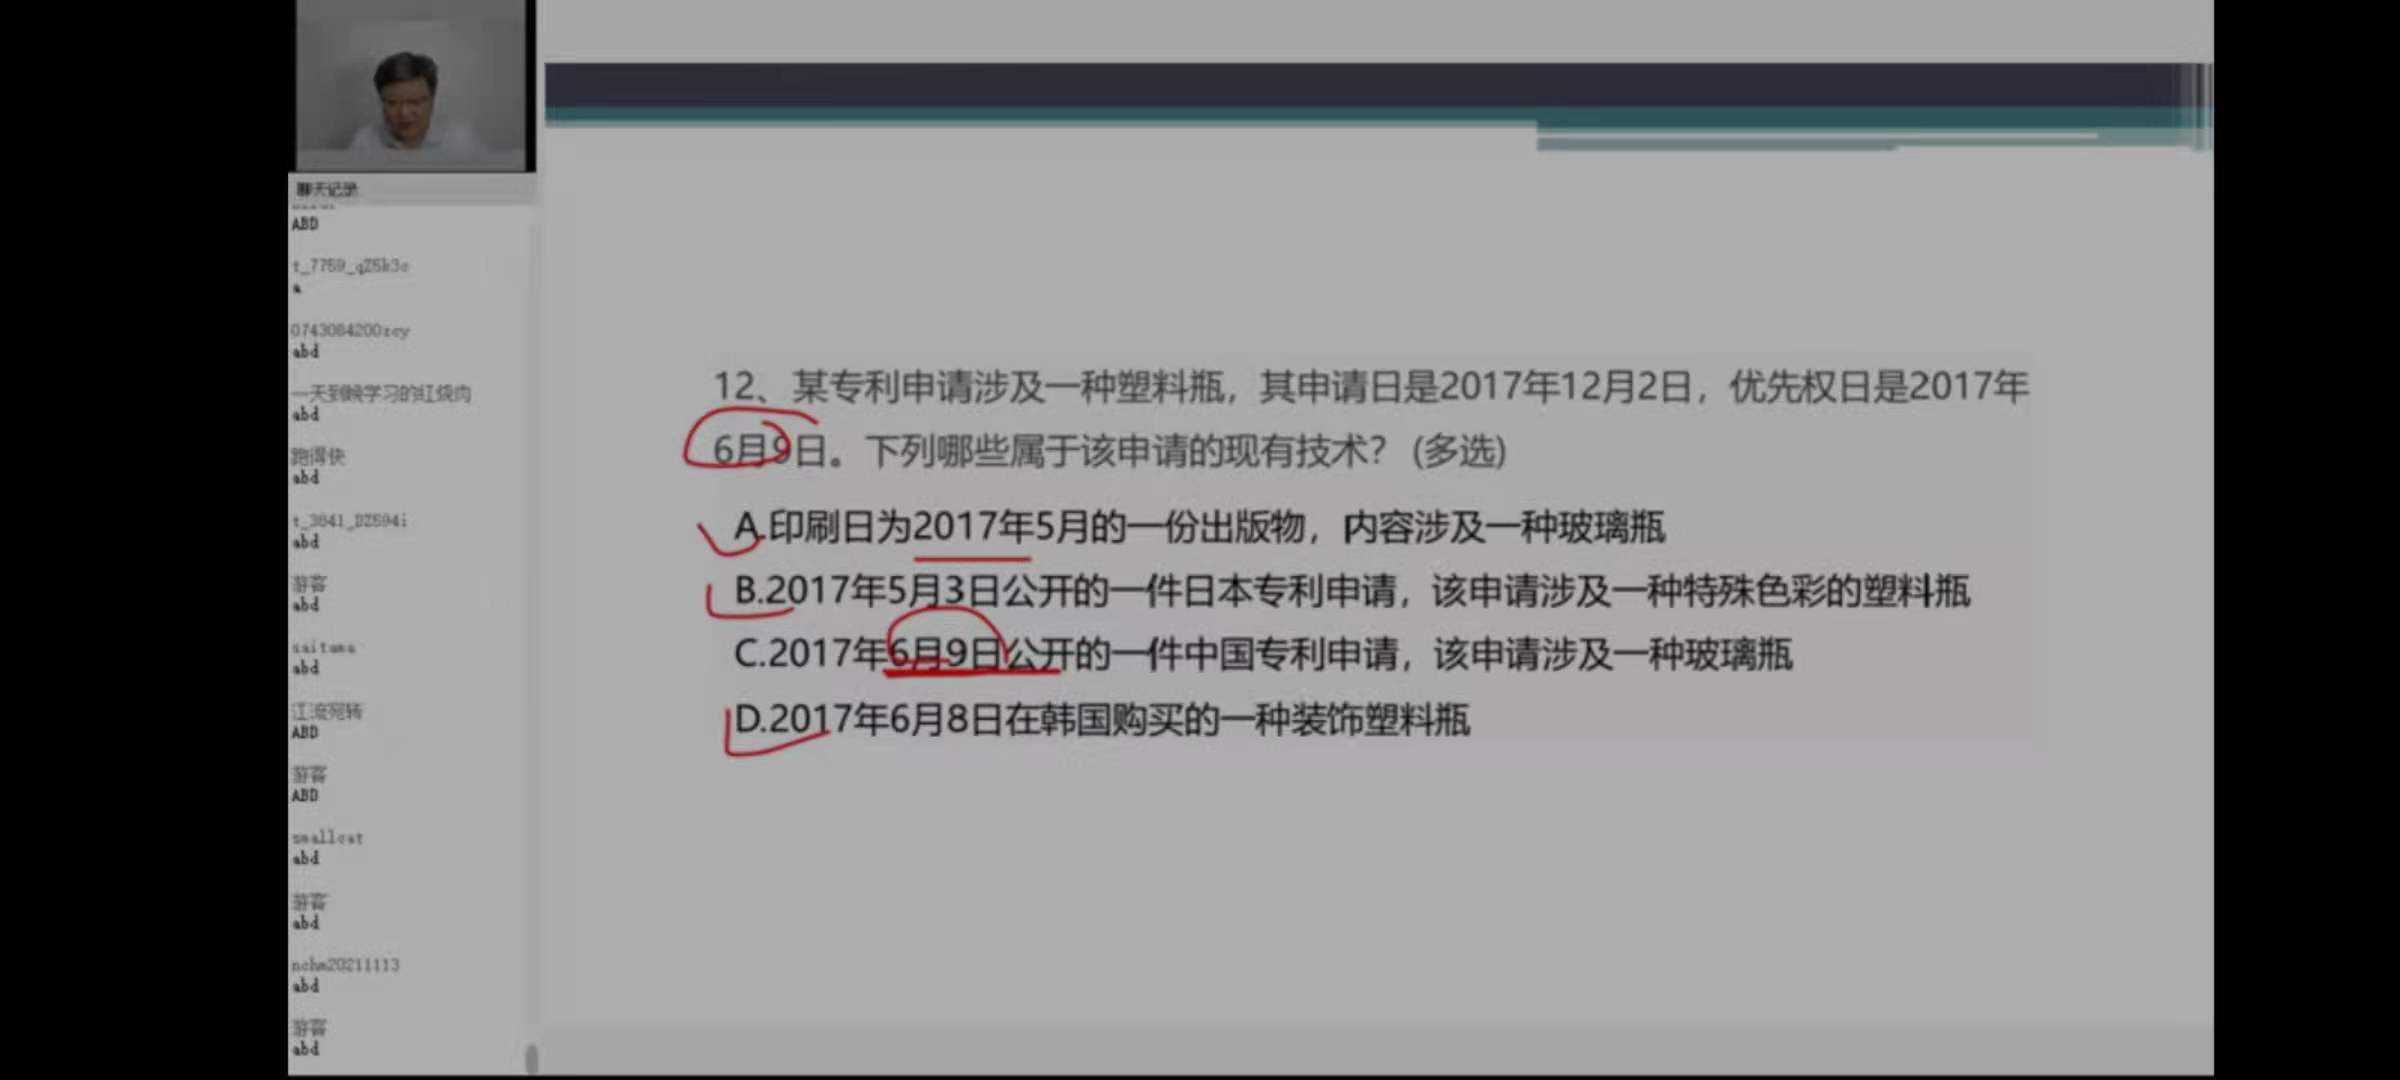 聊天记录
ABD
t_7759_qZ5k3c
a
0743084200zcy
abd
一天到晚学习的红烧肉
abd
跑得快
abd
t_3841_DZ594i
abd
游客
abd
saitama
abd
江流宛转
ABD
游客
ABD
smallcat
abd
游客
abd
nchm20211113
abd
游客
abd
12、某专利申请涉及一种塑料瓶，其申请日是2017年12月2日，优先权日是2017年
6月9日。下列哪些属于该申请的现有技术？(多选)
A.印刷日为2017年5月的一份出版物，内容涉及一种玻璃瓶
B.2017年5月3日公开的一件日本专利申请，该申请涉及一种特殊色彩的塑料瓶
C.2017年6月9日公开的一件中国专利申请，该申请涉及一种玻璃瓶
D.2017年6月8日在韩国购买的一种装饰塑料瓶